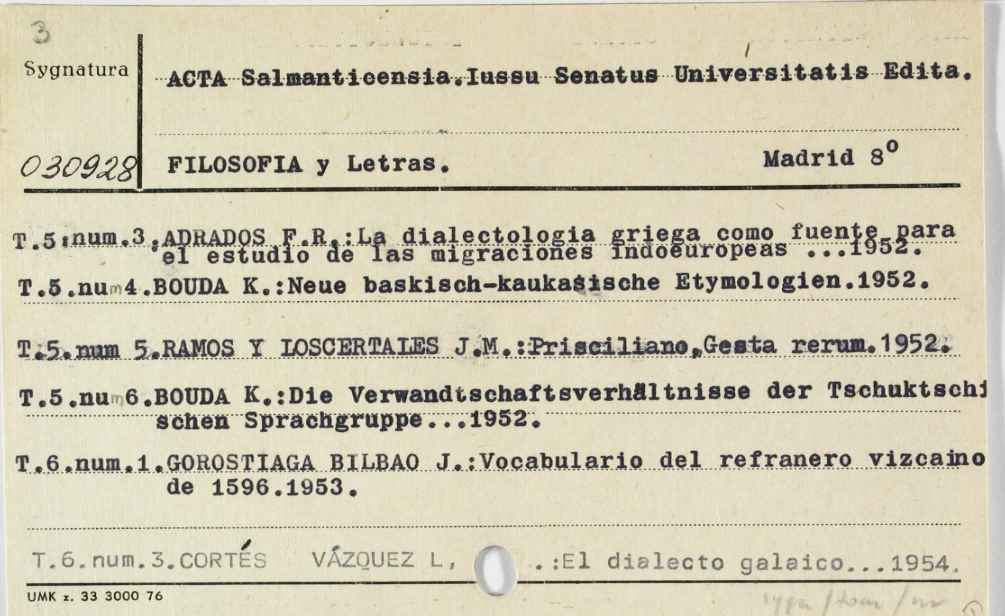 3
Sygnatura
ACTA Salmanticensia.Iussu Senatus Universitatis Edita.
030928
FILOSOFIA y Letras. Madrid 8º
T.5.num.3.ADRADOS F.R.:La dialectologia griega como fuente para
el estudio de las migraciones indoeuropeas ...1952.
T.5.num4.BOUDA K.:Neue baskisch-kaukasische Etymologien.1952.
T.5.num 5.RAMOS Y LOSCERTALES J.M.:Prisciliano,Gesta rerum.1952.
T.5.num6.BOUDA K.:Die Verwandtschaftsverhältnisse der Tschuktschi
schen Sprachgruppe...1952.
T.6.num.1.GOROSTIAGA BILBAO J.:Vocabulario del refranero vizcaino
de 1596.1953.
T.6.num.3.CORTÉS VÁZQUEZ L, .:El dialecto galaico...1954.
UMK z. 33 3000 76